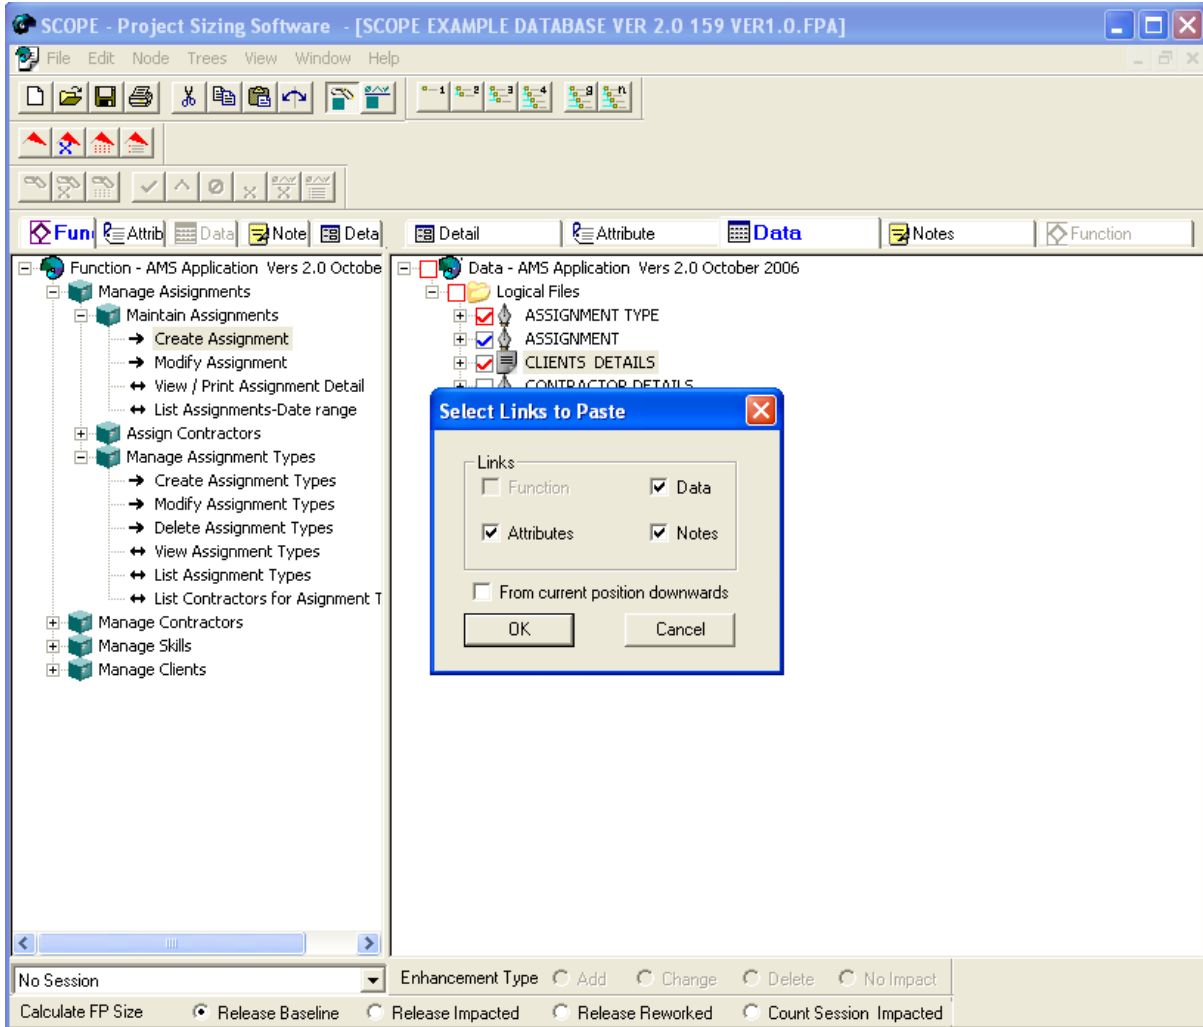 SCOPE - Project Sizing Software - [SCOPE EXAMPLE DATABASE VER 2.0 159 VER1.0.FPA]
File Edit Node Trees View Window Help
1 2 3 4 g n
Func Attrib Data Note Deta Detail Attribute Data Notes Function
Function - AMS Application Vers 2.0 Octobe
Manage Asisignments
Maintain Assignments
Create Assignment
Modify Assignment
View / Print Assignment Detail
List Assignments-Date range
Assign Contractors
Manage Assignment Types
Create Assignment Types
Modify Assignment Types
Delete Assignment Types
View Assignment Types
List Assignment Types
List Contractors for Asignment T
Manage Contractors
Manage Skills
Manage Clients
Data - AMS Application Vers 2.0 October 2006
Logical Files
ASSIGNMENT TYPE
ASSIGNMENT
CLIENTS DETAILS
CONTRACTOR DETAILS
Select Links to Paste
Links
Function Data
Attributes Notes
From current position downwards
OK Cancel
No Session Enhancement Type Add Change Delete No Impact
Calculate FP Size Release Baseline Release Impacted Release Reworked Count Session Impacted